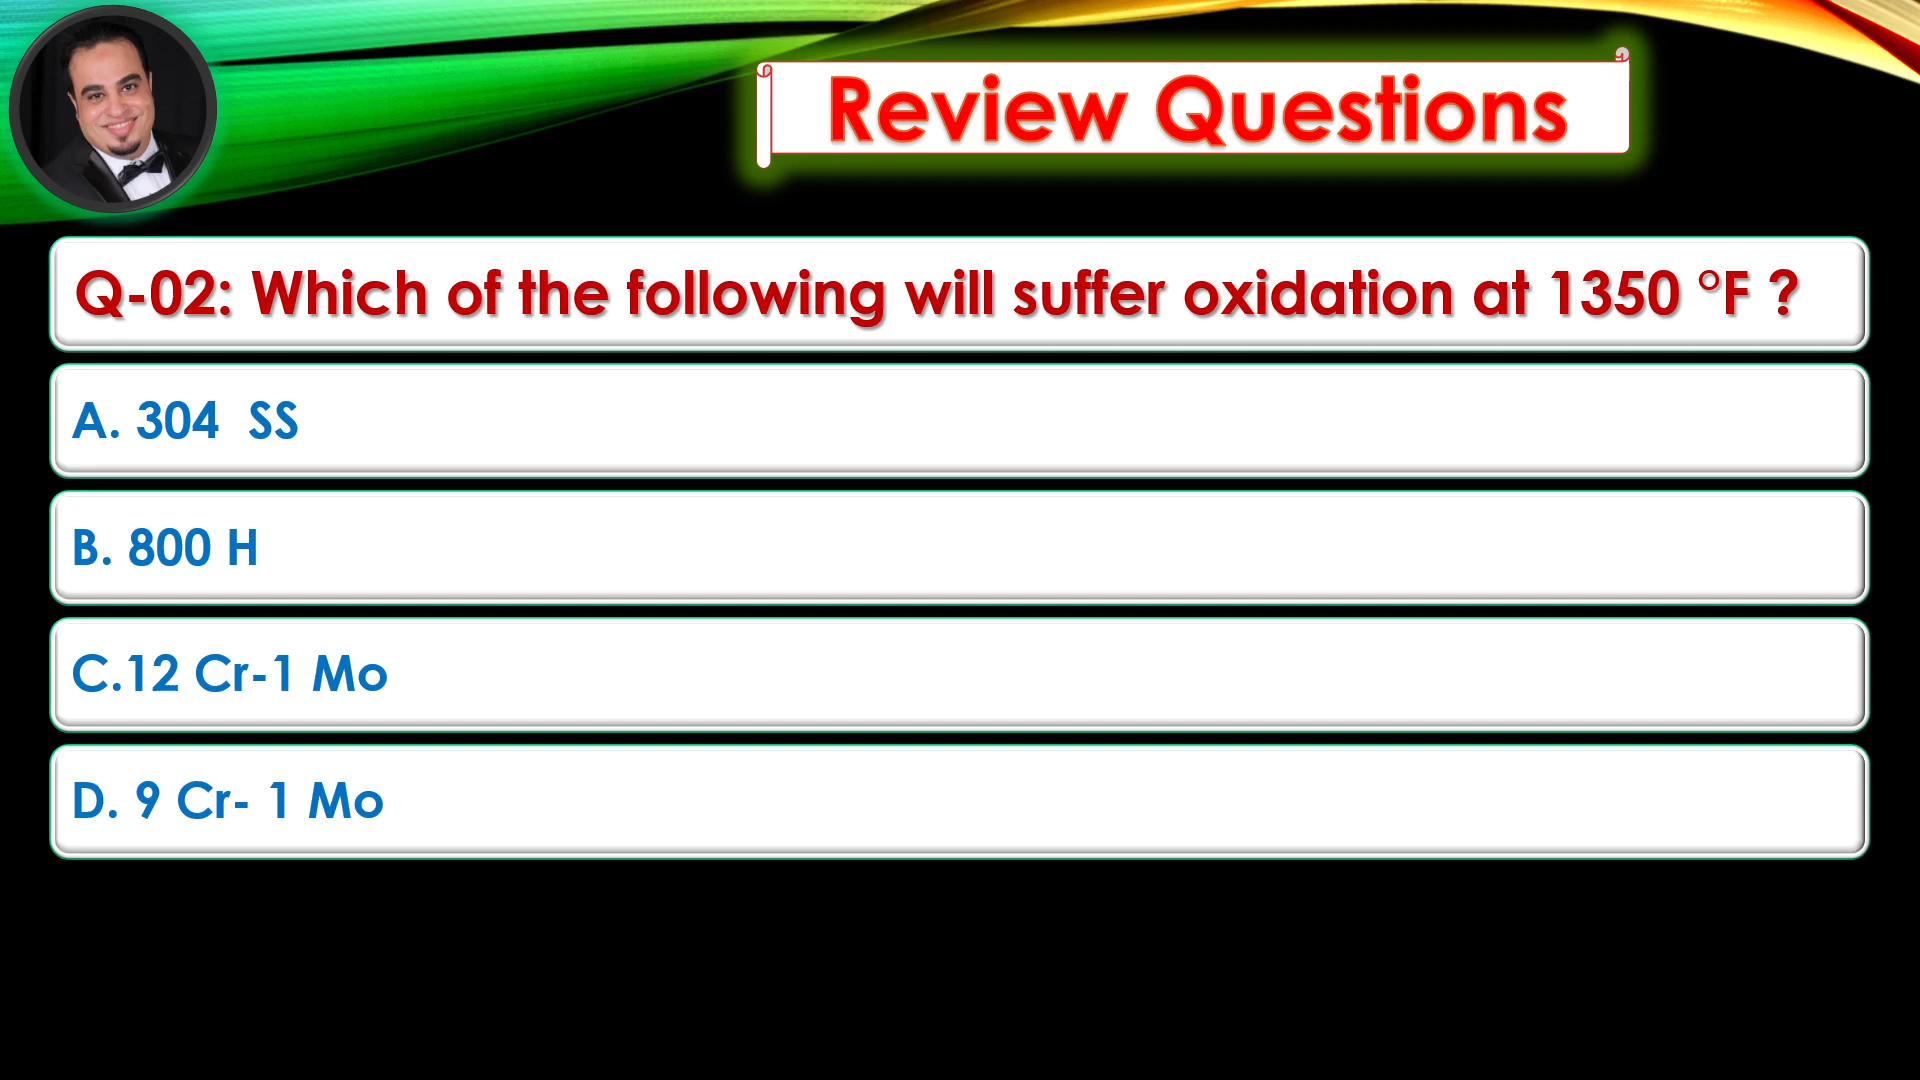 Review Questions
Q-02: Which of the following will suffer oxidation at 1350 °F ?
A. 304  SS
B. 800 H
C.12 Cr-1 Mo
D. 9 Cr- 1 Mo